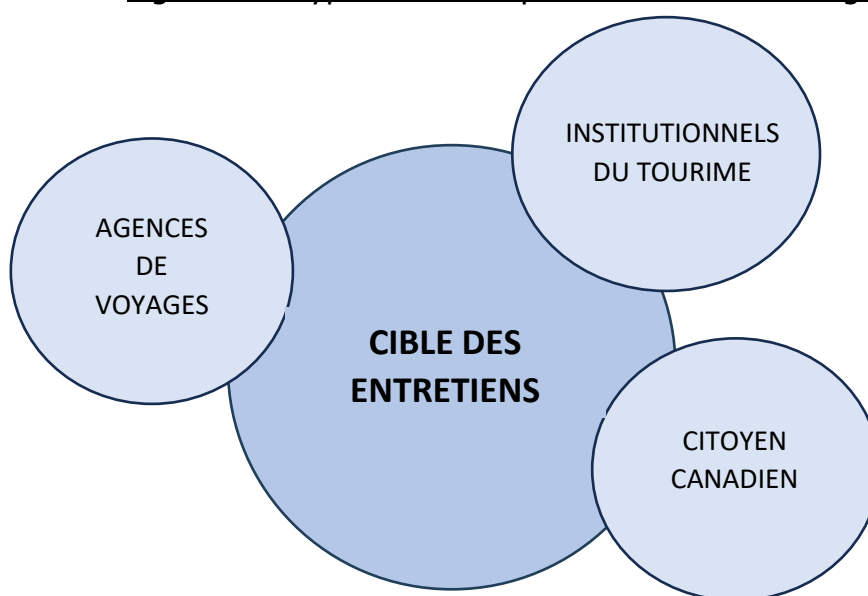 INSTITUTIONNELS
DU TOURIME
AGENCES
DE
VOYAGES
CIBLE DES
ENTRETIENS
CITOYEN
CANADIEN